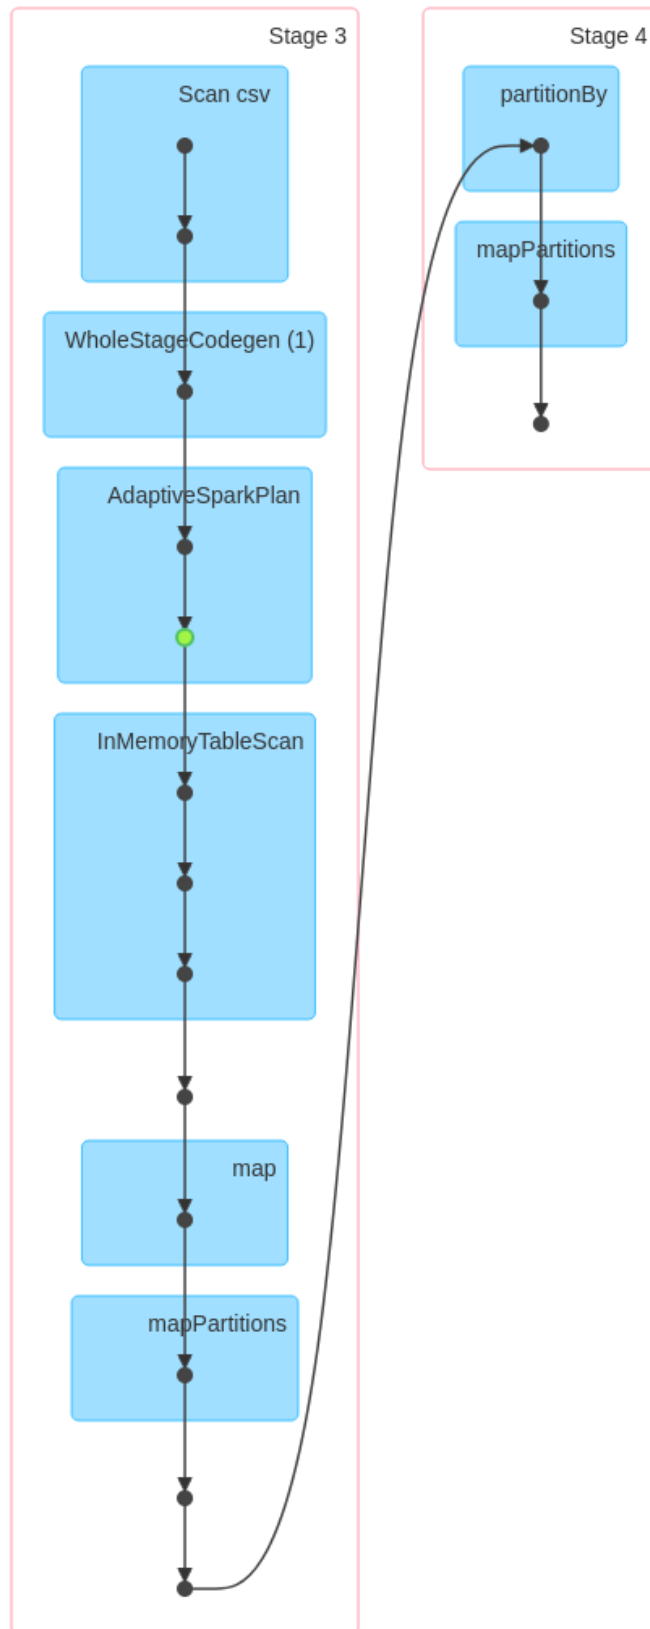 Stage 3
Scan csv
WholeStageCodegen (1)
AdaptiveSparkPlan
InMemoryTableScan
map
mapPartitions
Stage 4
partitionBy
mapPartitions